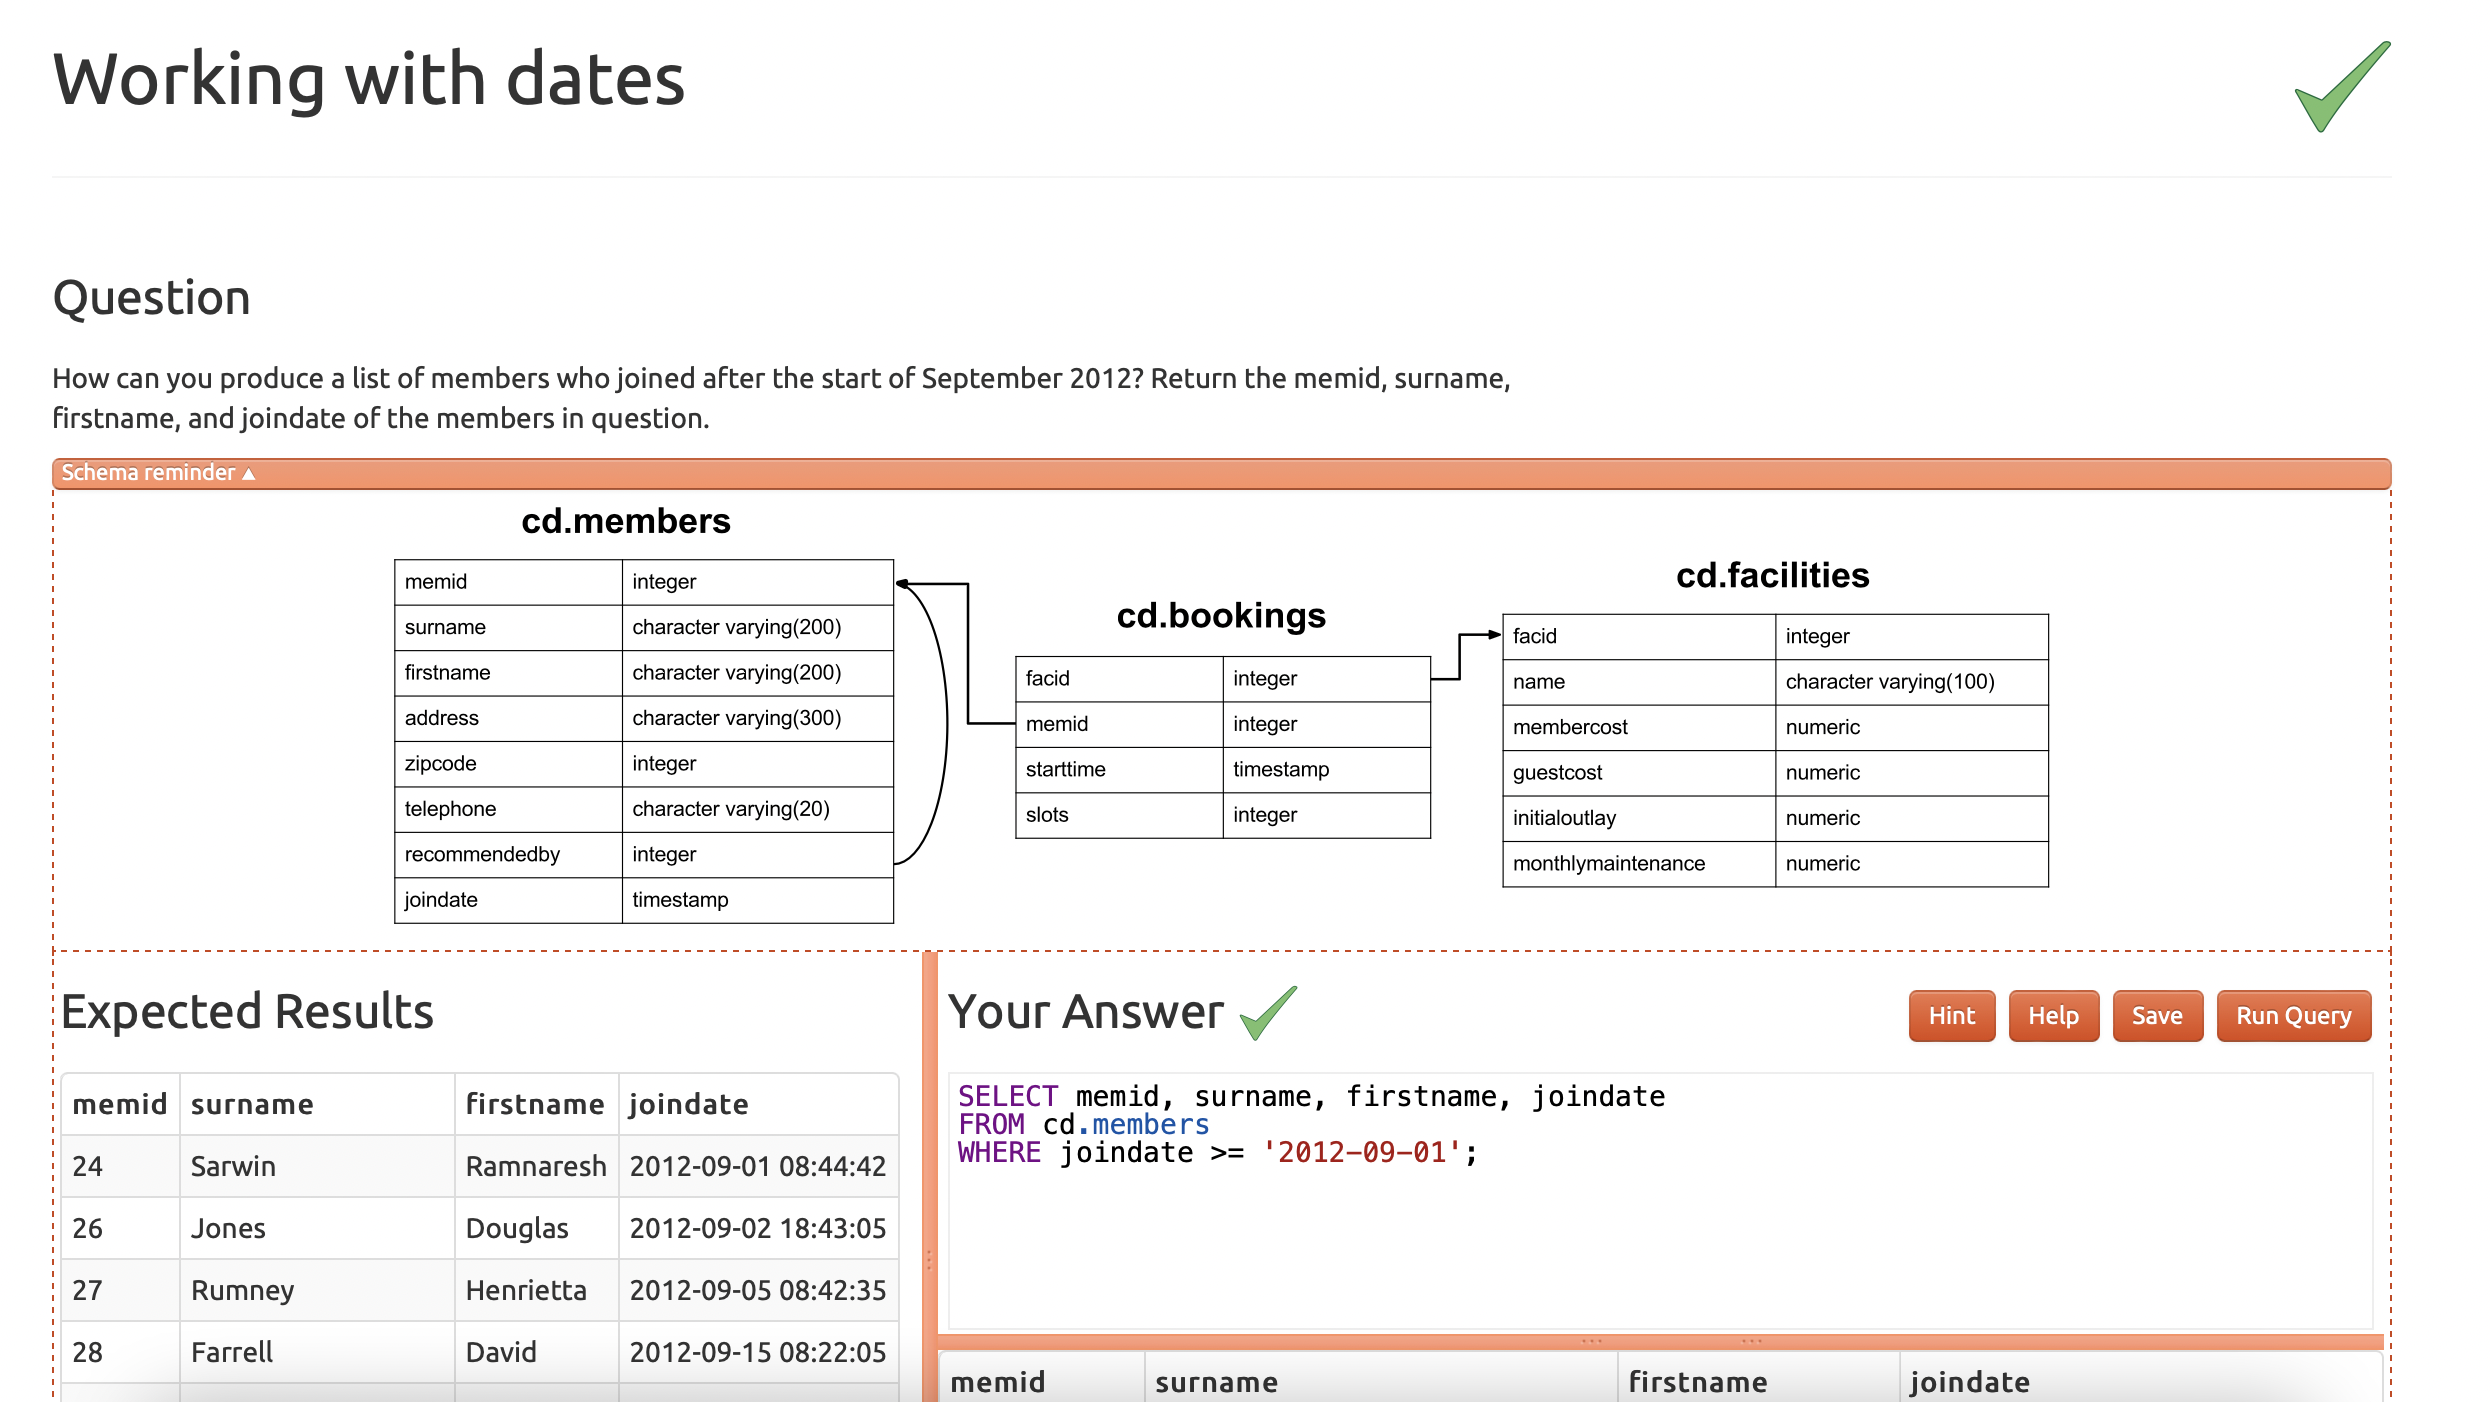 Working with dates
Question
How can you produce a list of members who joined after the start of September 2012? Return the memid, surname,
firstname, and joindate of the members in question.
Schema reminder ▲
cd.members
memid integer
surname character varying(200)
firstname character varying(200)
address character varying(300)
zipcode integer
telephone character varying(20)
recommendedby integer
joindate timestamp
cd.bookings
facid integer
memid integer
starttime timestamp
slots integer
cd.facilities
facid integer
name character varying(100)
membercost numeric
guestcost numeric
initialoutlay numeric
monthlymaintenance numeric
Expected Results
memid surname firstname joindate
24 Sarwin Ramnaresh 2012-09-01 08:44:42
26 Jones Douglas 2012-09-02 18:43:05
27 Rumney Henrietta 2012-09-05 08:42:35
28 Farrell David 2012-09-15 08:22:05
Your Answer
Hint Help Save Run Query
SELECT memid, surname, firstname, joindate
FROM cd.members
WHERE joindate >= '2012-09-01';
memid surname firstname joindate